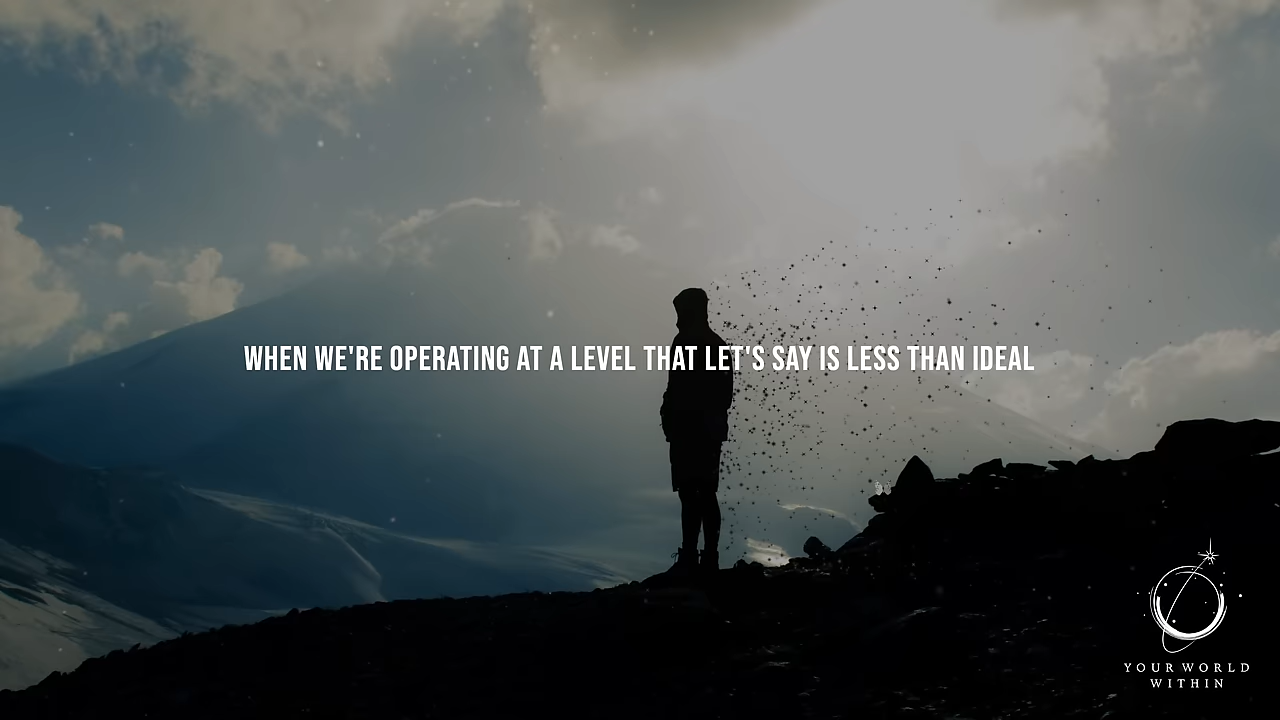 WHEN WE'RE OPERATING AT A LEVEL THAT LET'S SAY IS LESS THAN IDEAL
YOUR WORLD
WITHIN